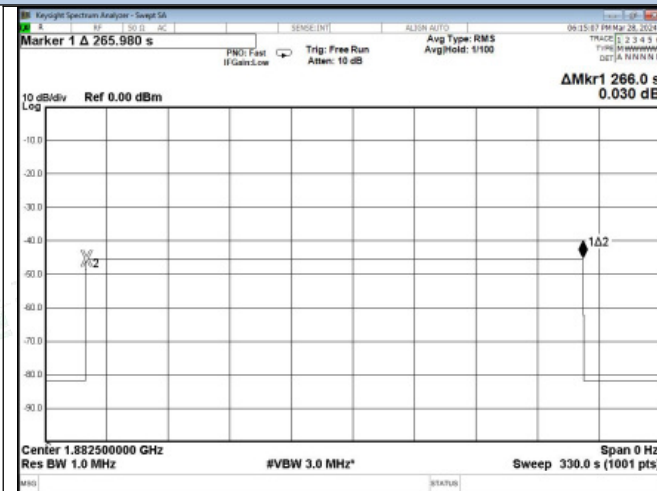 Keysight Spectrum Analyzer - Swept SA
R RF 50 Ω AC SENSE:INT ALIGN AUTO 06:15:07 PM Mar 28, 2024
Marker 1 Δ 265.980 s
PNO: Fast
IFGain:Low
Trig: Free Run
Atten: 10 dB
Avg Type: RMS
Avg|Hold: 1/100
TRACE 1 2 3 4 5
TYPE M WWWWW
DET A N N N N
ΔMkr1 266.0 s
0.030 dB
10 dB/div Ref 0.00 dBm
Log
-10.0
-20.0
-30.0
-40.0
1Δ2
X2
-50.0
-60.0
-70.0
-80.0
-90.0
Center 1.882500000 GHz Span 0 Hz
Res BW 1.0 MHz #VBW 3.0 MHz* Sweep 330.0 s (1001 pts)
MSG STATUS